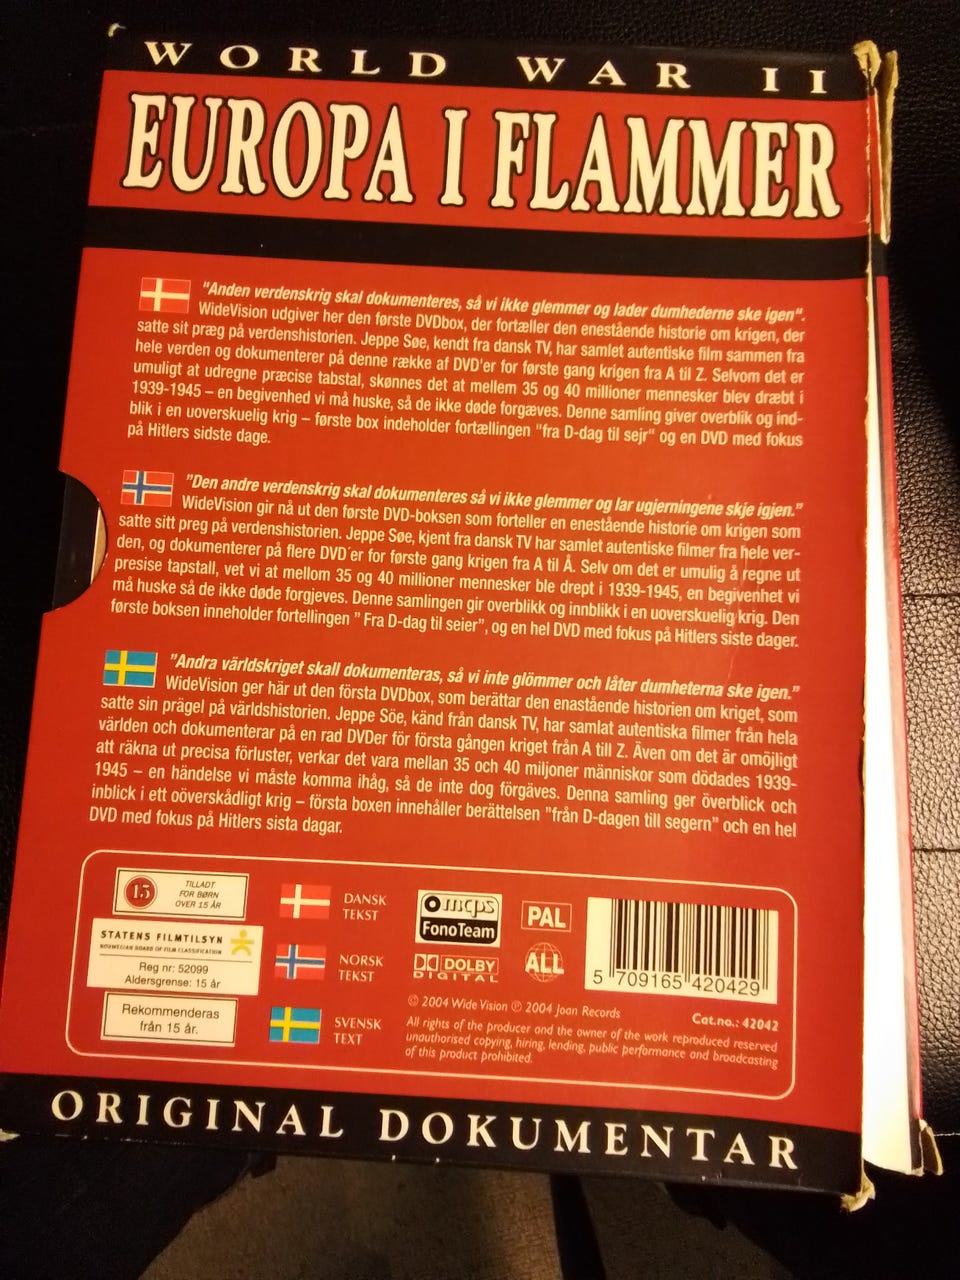 WORLD WAR II
EUROPA I FLAMMER
"Anden verdenskrig skal dokumenteres, så vi ikke glemmer og lader dumhederne ske igen".
WideVision udgiver her den første DVDbox, der fortæller den enestående historie om krigen, der
satte sit præg på verdenshistorien. Jeppe Søe, kendt fra dansk TV, har samlet autentiske film sammen fra
hele verden og dokumenterer på denne række af DVD'er for første gang krigen fra A til Z. Selvom det er
umuligt at udregne præcise tabstal, skønnes det at mellem 35 og 40 millioner mennesker blev dræbt i
1939-1945 – en begivenhed vi må huske, så de ikke døde forgæves. Denne samling giver overblik og ind-
blik i en uoverskuelig krig – første box indeholder fortællingen "fra D-dag til sejr" og en DVD med fokus
på Hitlers sidste dage.
"Den andre verdenskrig skal dokumenteres så vi ikke glemmer og lar ugjerningene skje igjen."
WideVision gir nå ut den første DVD-boksen som forteller en enestående historie om krigen som
satte sitt preg på verdenshistorien. Jeppe Søe, kjent fra dansk TV har samlet autentiske filmer fra hele ver-
den, og dokumenterer på flere DVD´er for første gang krigen fra A til Å. Selv om det er umulig å regne ut
presise tapstall, vet vi at mellom 35 og 40 millioner mennesker ble drept i 1939-1945, en begivenhet vi
må huske så de ikke døde forgjeves. Denne samlingen gir overblikk og innblikk i en uoverskuelig krig. Den
første boksen inneholder fortellingen " Fra D-dag til seier", og en hel DVD med fokus på Hitlers siste dager.
"Andra världskriget skall dokumenteras, så vi inte glömmer och låter dumheterna ske igen."
WideVision ger här ut den första DVDbox, som berättar den enastående historien om kriget, som
satte sin prägel på världshistorien. Jeppe Söe, känd från dansk TV, har samlat autentiska filmer från hela
världen och dokumenterar på en rad DVDer för första gången kriget från A till Z. Även om det är omöjligt
att räkna ut precisa förluster, verkar det vara mellan 35 och 40 miljoner människor som dödades 1939-
1945 – en händelse vi måste komma ihåg, så de inte dog förgäves. Denna samling ger överblick och
inblick i ett oöverskådligt krig – första boxen innehåller berättelsen "från D-dagen till segern" och en hel
DVD med fokus på Hitlers sista dagar.
15
TILLADT
FOR BØRN
OVER 15 ÅR
STATENS FILMTILSYN
NORWEGIAN BOARD OF FILM CLASSIFICATION
Reg nr: 52099
Aldersgrense: 15 år
Rekommenderas
från 15 år.
DANSK
TEKST
NORSK
TEKST
SVENSK
TEXT
mcps
FonoTeam
DOLBY
DIGITAL
PAL
ALL
5 709165 420429
© 2004 Wide Vision ℗ 2004 Joan Records
Cat.no.: 42042
All rights of the producer and the owner of the work reproduced reserved
unauthorised copying, hiring, lending, public performance and broadcasting
of this product prohibited.
ORIGINAL DOKUMENTAR